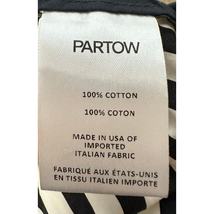 PARTOW
100% COTTON
100% COTON
MADE IN USA OF
IMPORTED
ITALIAN FABRIC
FABRIQUÉ AUX ÉTATS-UNIS
EN TISSU ITALIEN IMPORTE